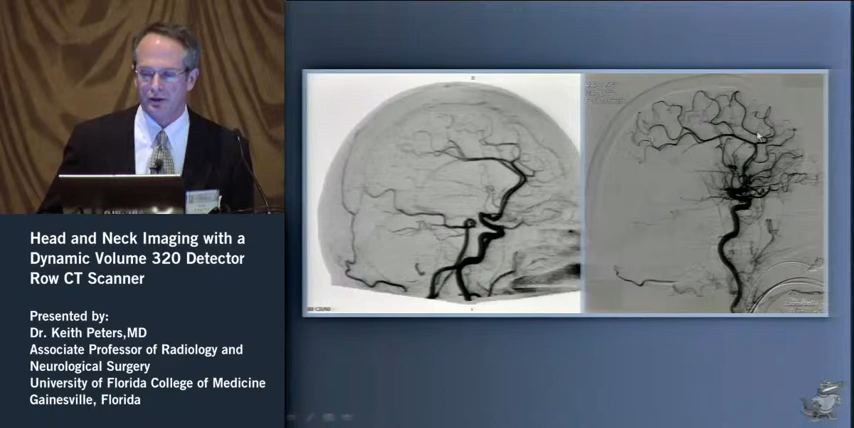 Head and Neck Imaging with a
Dynamic Volume 320 Detector
Row CT Scanner
Presented by:
Dr. Keith Peters,MD
Associate Professor of Radiology and
Neurological Surgery
University of Florida College of Medicine
Gainesville, Florida